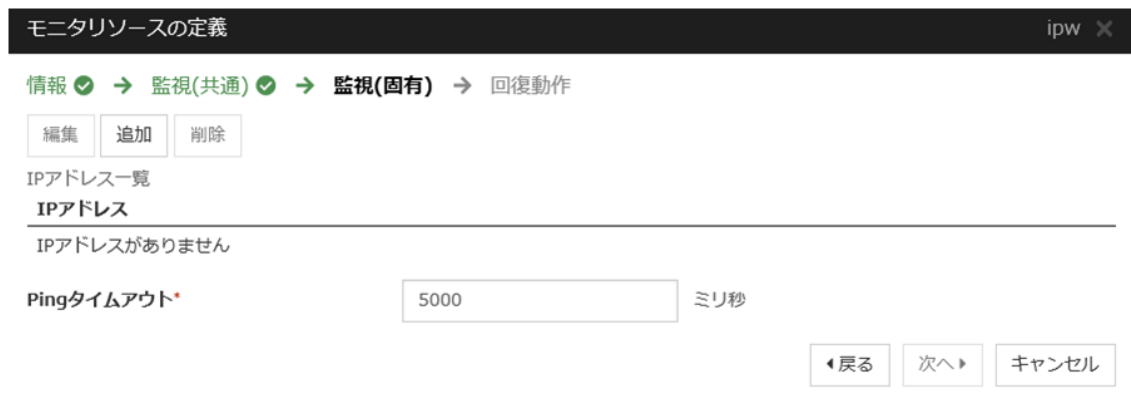 モニタリソースの定義 ipw ×
情報 → 監視(共通) → 監視(固有) → 回復動作
編集 追加 削除
IPアドレス一覧
IPアドレス
IPアドレスがありません
Pingタイムアウト* 5000 ミリ秒
戻る 次へ キャンセル